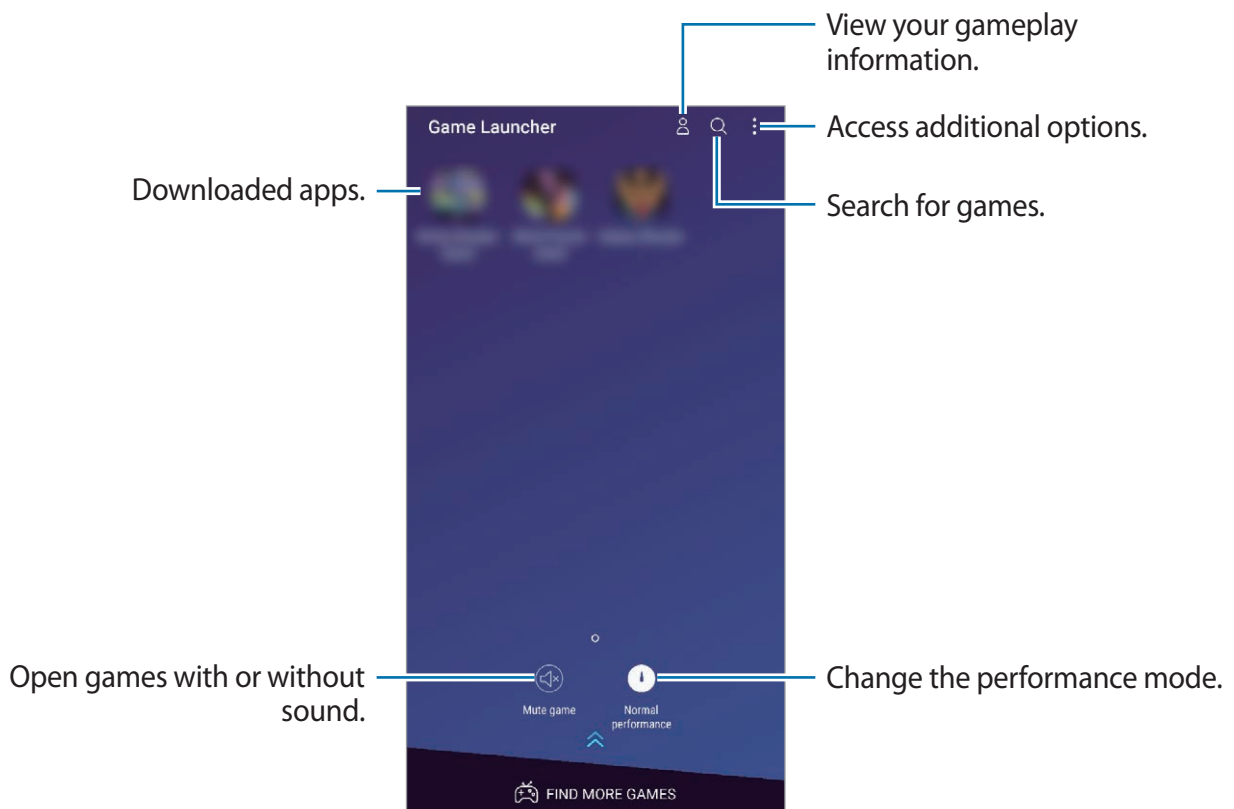 View your gameplay
information.
Game Launcher
Access additional options.
Downloaded apps.
Search for games.
Open games with or without
sound.
Change the performance mode.
Mute game
Normal
performance
FIND MORE GAMES